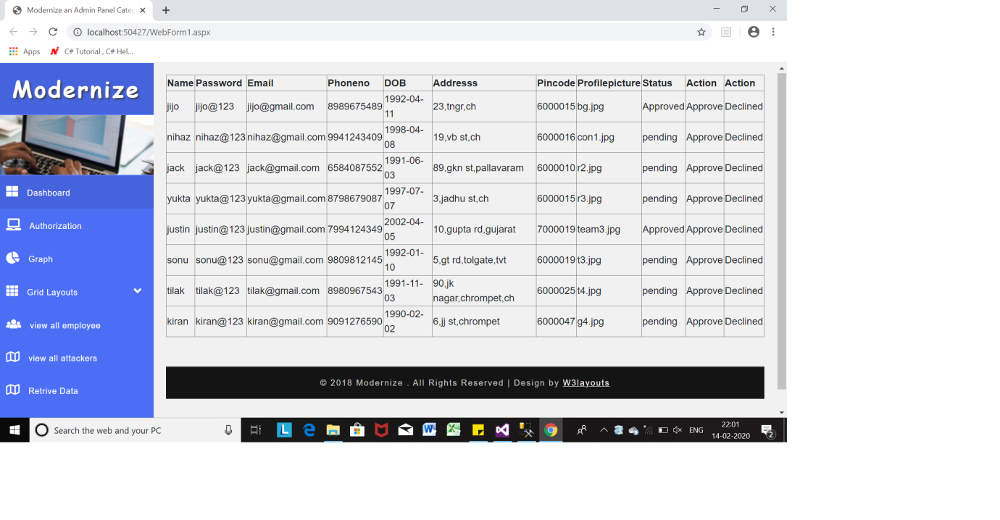 Modernize an Admin Panel Cate
localhost:50427/WebForm1.aspx
Apps C# Tutorial , C# Hel...
Modernize
Dashboard
Authorization
Graph
Grid Layouts
view all employee
view all attackers
Retrive Data
Name Password Email Phoneno DOB Addresss Pincode Profilepicture Status Action Action
jijo jijo@123 jijo@gmail.com 8989675489 1992-04-11 23,tngr,ch 6000015 bg.jpg Approved Approve Declined
nihaz nihaz@123 nihaz@gmail.com 9941243409 1998-04-08 19,vb st,ch 6000016 con1.jpg pending Approve Declined
jack jack@123 jack@gmail.com 6584087552 1991-06-03 89,gkn st,pallavaram 6000010 r2.jpg pending Approve Declined
yukta yukta@123 yukta@gmail.com 8798679087 1997-07-07 3,jadhu st,ch 6000015 r3.jpg pending Approve Declined
justin justin@123 justin@gmail.com 7994124349 2002-04-05 10,gupta rd,gujarat 7000019 team3.jpg Approved Approve Declined
sonu sonu@123 sonu@gmail.com 9809812145 1992-01-10 5,gt rd,tolgate,tvt 6000019 t3.jpg pending Approve Declined
tilak tilak@123 tilak@gmail.com 8980967543 1991-11-03 90,jk nagar,chrompet,ch 6000025 t4.jpg pending Approve Declined
kiran kiran@123 kiran@gmail.com 9091276590 1990-02-02 6,jj st,chrompet 6000047 g4.jpg pending Approve Declined
© 2018 Modernize . All Rights Reserved | Design by W3layouts
Search the web and your PC
L
ENG
22:01
14-02-2020
2